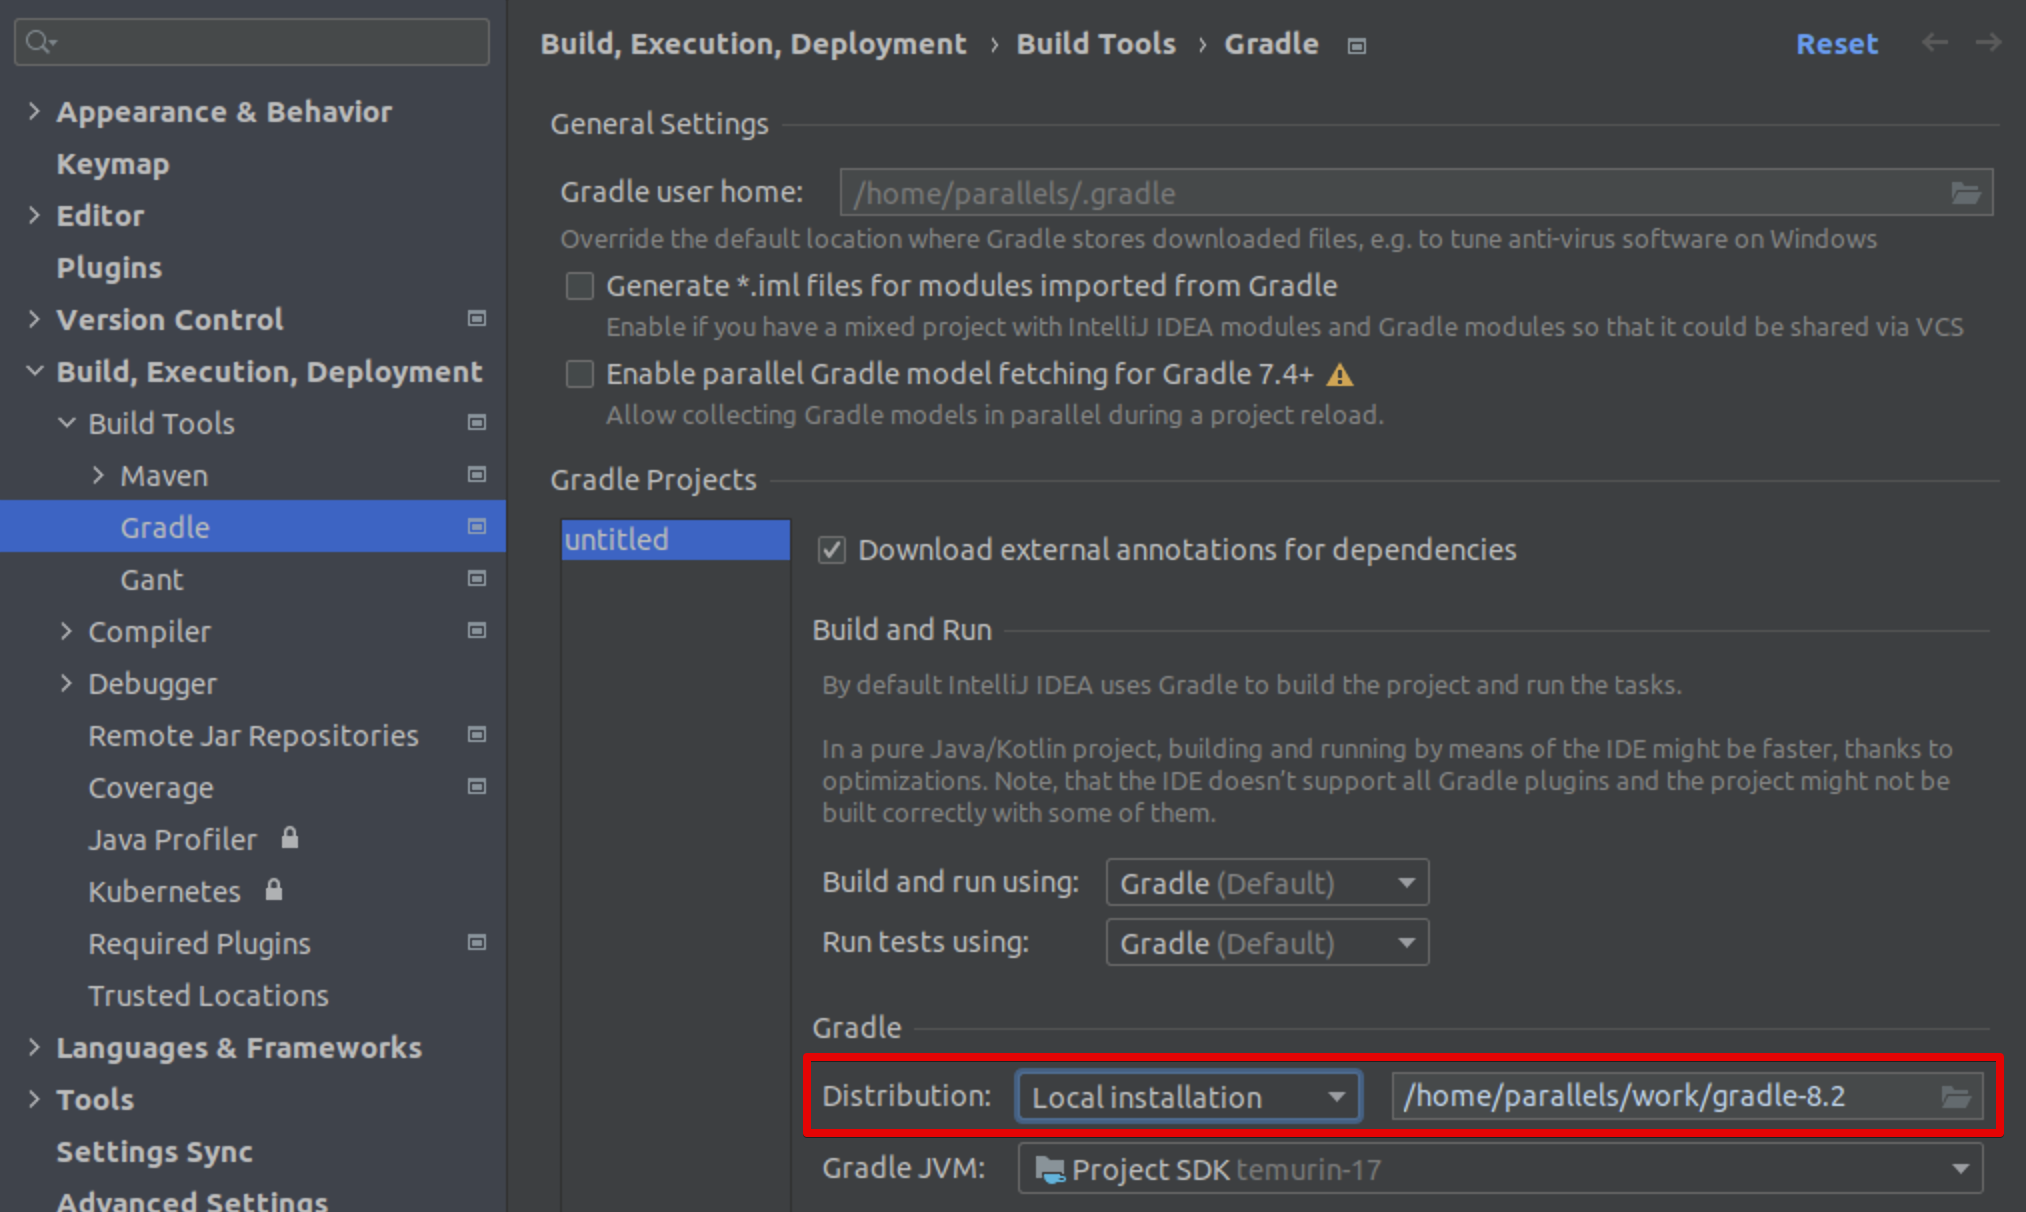 Appearance & Behavior
Keymap
Editor
Plugins
Version Control
Build, Execution, Deployment
Build Tools
Maven
Gradle
Gant
Compiler
Debugger
Remote Jar Repositories
Coverage
Java Profiler
Kubernetes
Required Plugins
Trusted Locations
Languages & Frameworks
Tools
Settings Sync
Advanced Settings
Build, Execution, Deployment › Build Tools › Gradle
Reset
General Settings
Gradle user home: /home/parallels/.gradle
Override the default location where Gradle stores downloaded files, e.g. to tune anti-virus software on Windows
Generate *.iml files for modules imported from Gradle
Enable if you have a mixed project with IntelliJ IDEA modules and Gradle modules so that it could be shared via VCS
Enable parallel Gradle model fetching for Gradle 7.4+
Allow collecting Gradle models in parallel during a project reload.
Gradle Projects
untitled
Download external annotations for dependencies
Build and Run
By default IntelliJ IDEA uses Gradle to build the project and run the tasks.
In a pure Java/Kotlin project, building and running by means of the IDE might be faster, thanks to
optimizations. Note, that the IDE doesn't support all Gradle plugins and the project might not be
built correctly with some of them.
Build and run using: Gradle (Default)
Run tests using: Gradle (Default)
Gradle
Distribution: Local installation /home/parallels/work/gradle-8.2
Gradle JVM: Project SDK temurin-17